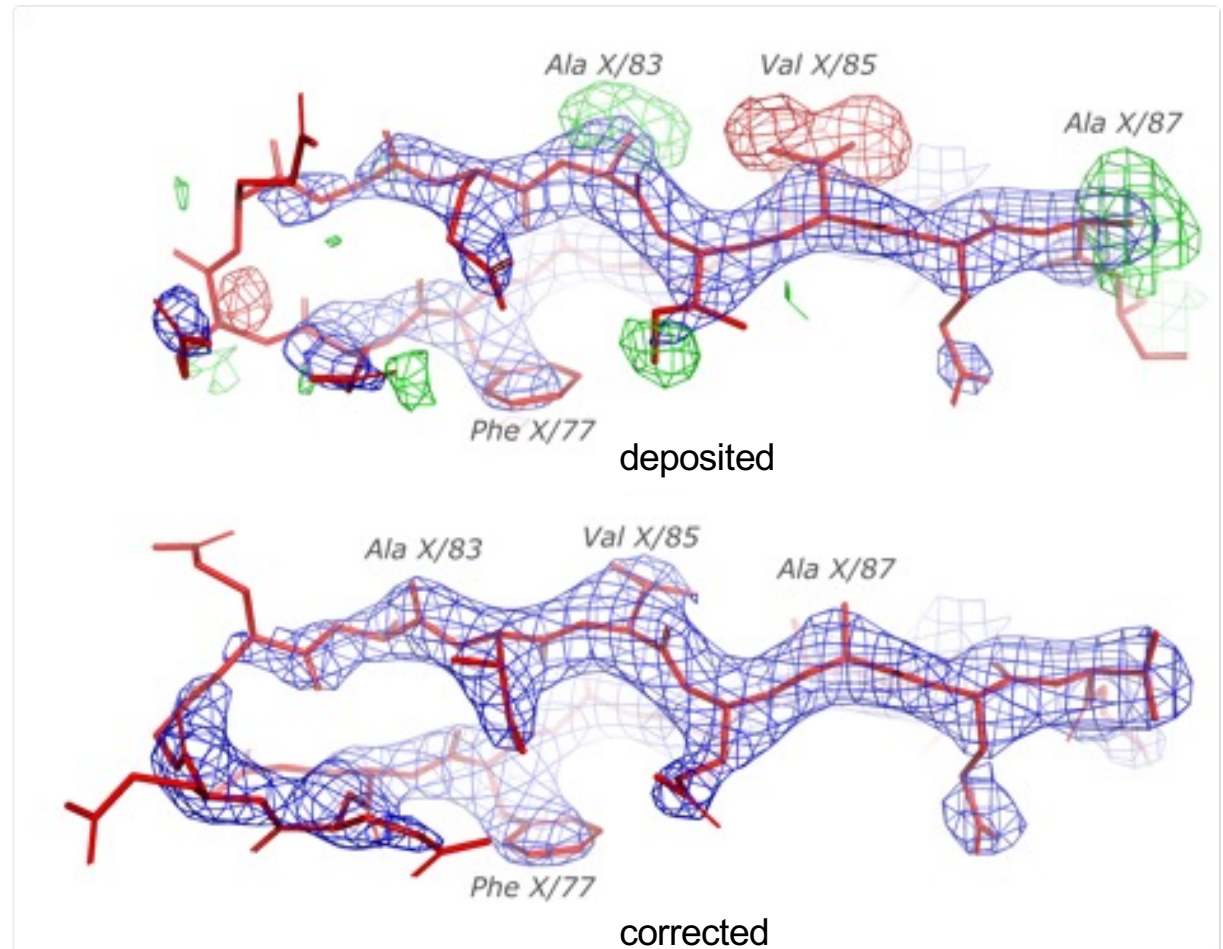 Ala X/83 Val X/85
Ala X/87
Phe X/77
deposited
Val X/85
Ala X/83
Ala X/87
Phe X/77
corrected